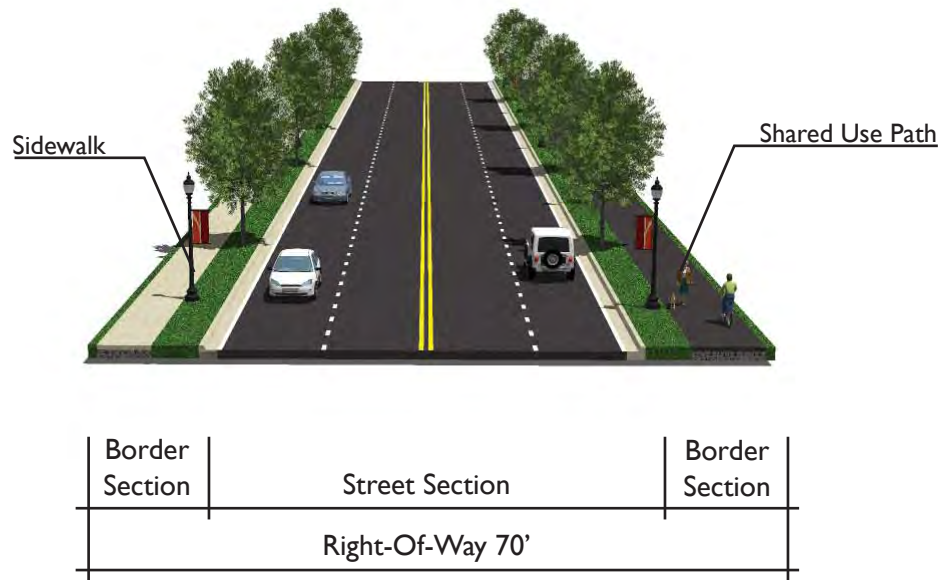 Sidewalk
Shared Use Path
Border
Section
Street Section
Border
Section
Right-Of-Way 70’